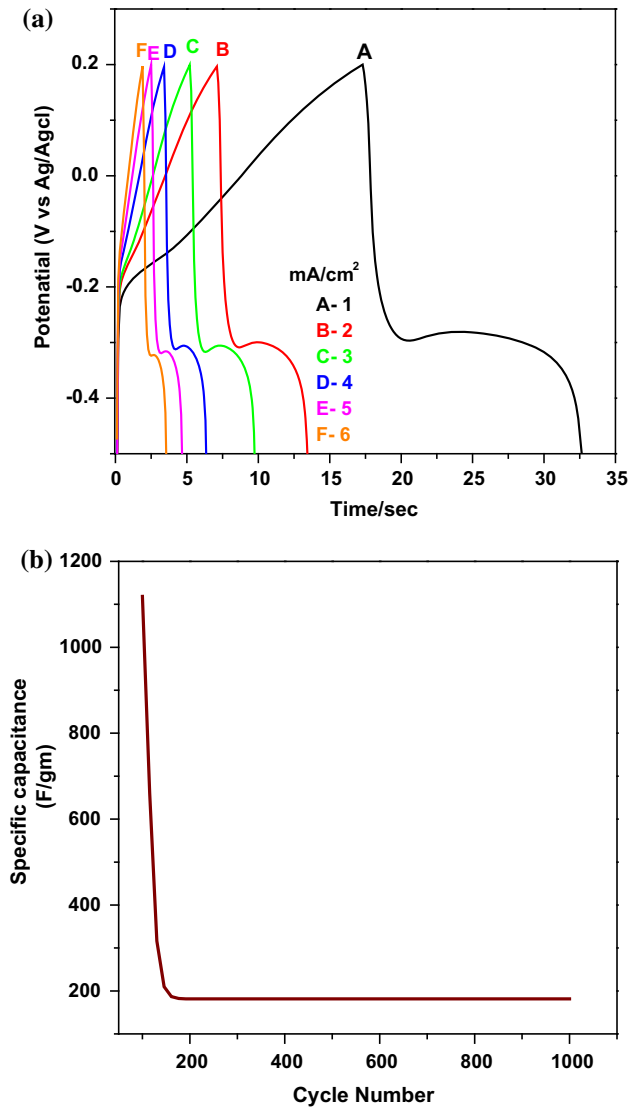 (a)
0.2
0.0
-0.2
-0.4
Potenatial (V vs Ag/Agcl)
F E D C B A
mA/cm²
A- 1
B- 2
C- 3
D- 4
E- 5
F- 6
0 5 10 15 20 25 30 35
Time/sec
(b)
1200
1000
800
600
400
200
Specific capacitance
(F/gm)
200 400 600 800 1000
Cycle Number